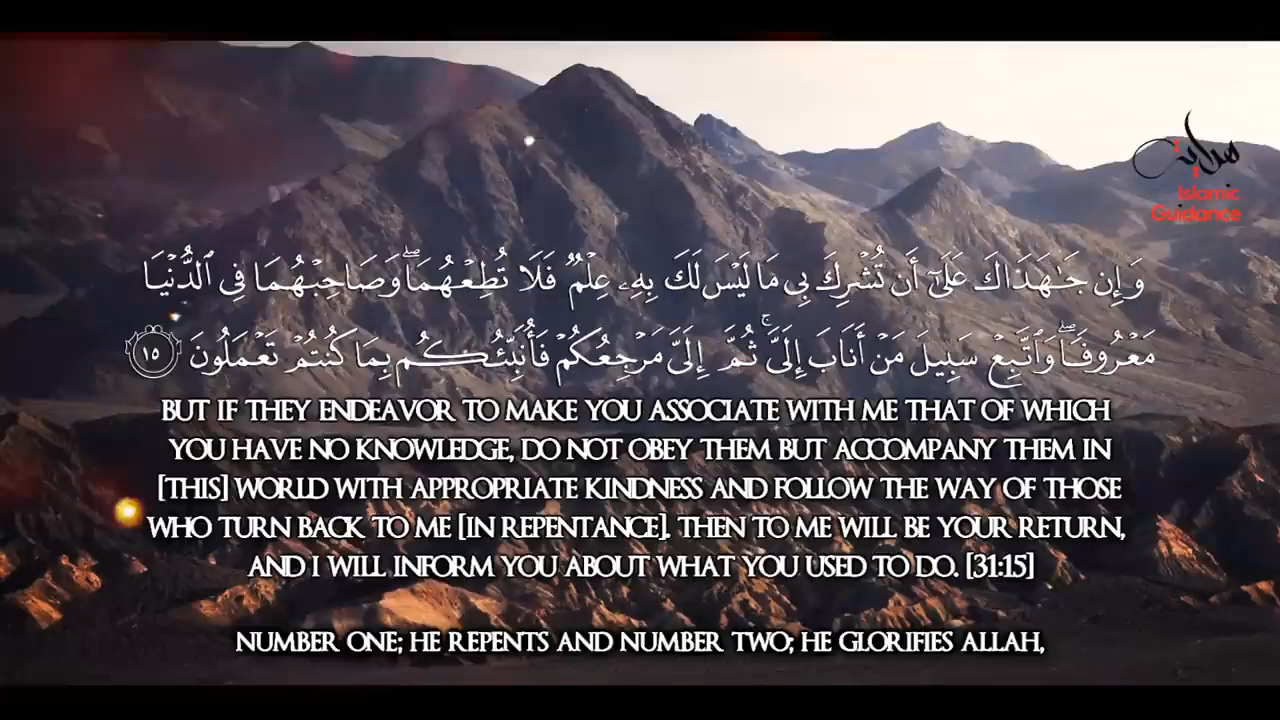 هداية
Islamic
Guidance
وَإِن جَـٰهَدَاكَ عَلَىٰٓ أَن تُشْرِكَ بِى مَا لَيْسَ لَكَ بِهِۦ عِلْمٌ فَلَا تُطِعْهُمَاۖ وَصَاحِبْهُمَا فِى ٱلدُّنْيَا
مَعْرُوفًاۖ وَٱتَّبِعْ سَبِيلَ مَنْ أَنَابَ إِلَىَّۚ ثُمَّ إِلَىَّ مَرْجِعُكُمْ فَأُنَبِّئُكُم بِمَا كُنتُمْ تَعْمَلُونَ ١٥
BUT IF THEY ENDEAVOR TO MAKE YOU ASSOCIATE WITH ME THAT OF WHICH
YOU HAVE NO KNOWLEDGE, DO NOT OBEY THEM BUT ACCOMPANY THEM IN
[THIS] WORLD WITH APPROPRIATE KINDNESS AND FOLLOW THE WAY OF THOSE
WHO TURN BACK TO ME [IN REPENTANCE]. THEN TO ME WILL BE YOUR RETURN,
AND I WILL INFORM YOU ABOUT WHAT YOU USED TO DO. [31:15]
NUMBER ONE; HE REPENTS AND NUMBER TWO; HE GLORIFIES ALLAH,